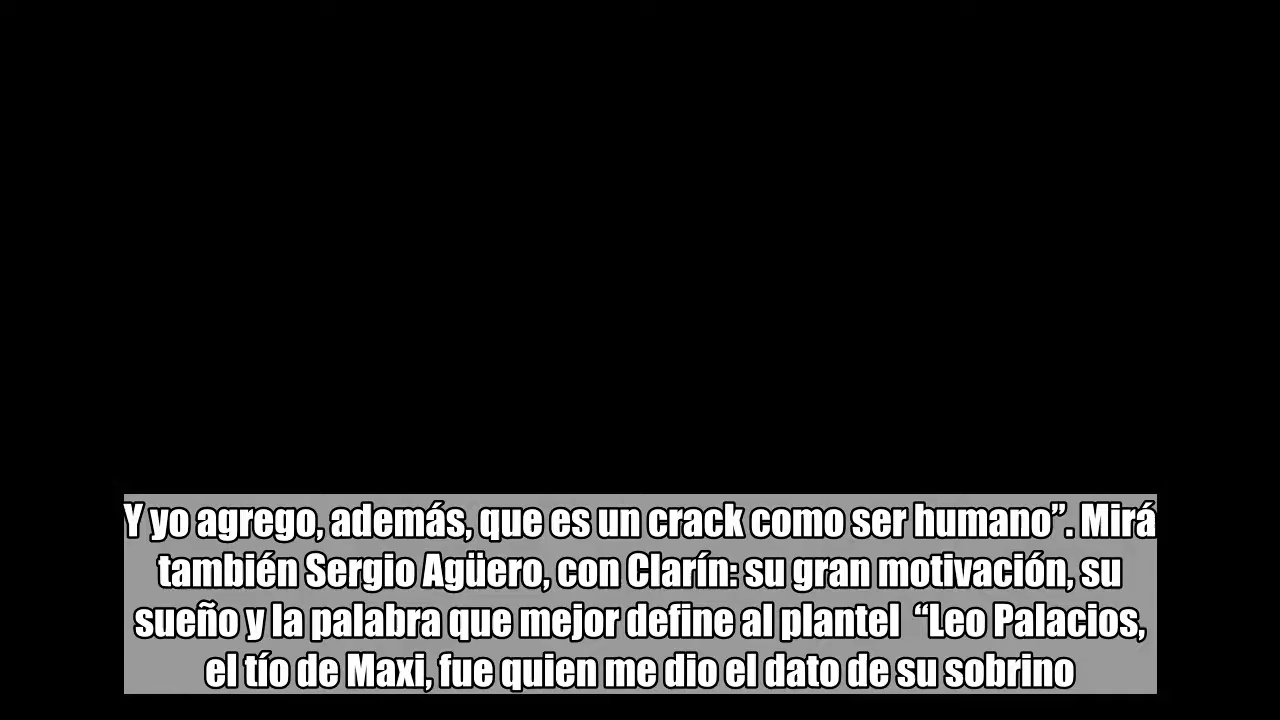 Y yo agrego, además, que es un crack como ser humano”. Mirá
también Sergio Agüero, con Clarín: su gran motivación, su
sueño y la palabra que mejor define al plantel “Leo Palacios,
el tío de Maxi, fue quien me dio el dato de su sobrino